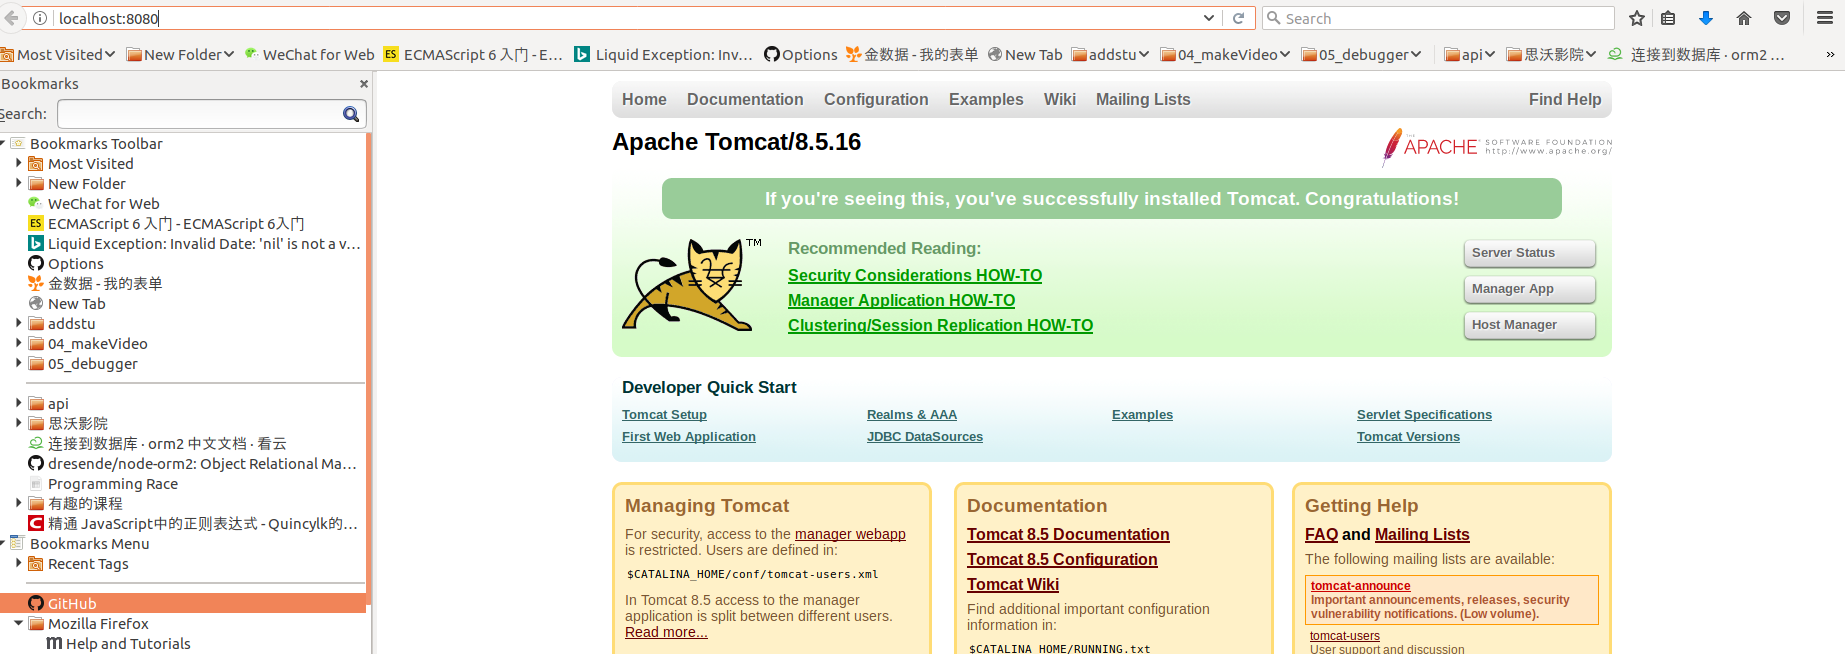 localhost:8080
Search
Most Visited
New Folder
WeChat for Web
ECMAScript 6 入门 - E...
Liquid Exception: Inv...
Options
金数据 - 我的表单
New Tab
addstu
04_makeVideo
05_debugger
api
思沃影院
连接到数据库 · orm2 ...
»
Bookmarks
Search:
Bookmarks Toolbar
Most Visited
New Folder
WeChat for Web
ES ECMAScript 6 入门 - ECMAScript 6入门
Liquid Exception: Invalid Date: 'nil' is not a v...
Options
金数据 - 我的表单
New Tab
addstu
04_makeVideo
05_debugger
api
思沃影院
连接到数据库 · orm2 中文文档 · 看云
dresende/node-orm2: Object Relational Ma...
Programming Race
有趣的课程
精通 JavaScript中的正则表达式 - Quincylk的...
Bookmarks Menu
Recent Tags
GitHub
Mozilla Firefox
Help and Tutorials
Home Documentation Configuration Examples Wiki Mailing Lists Find Help
Apache Tomcat/8.5.16
THE
APACHE SOFTWARE FOUNDATION
http://www.apache.org/
If you're seeing this, you've successfully installed Tomcat. Congratulations!
TM
Recommended Reading:
Security Considerations HOW-TO
Manager Application HOW-TO
Clustering/Session Replication HOW-TO
Server Status
Manager App
Host Manager
Developer Quick Start
Tomcat Setup
First Web Application
Realms & AAA
JDBC DataSources
Examples
Servlet Specifications
Tomcat Versions
Managing Tomcat
For security, access to the manager webapp
is restricted. Users are defined in:
$CATALINA_HOME/conf/tomcat-users.xml
In Tomcat 8.5 access to the manager
application is split between different users.
Read more...
Documentation
Tomcat 8.5 Documentation
Tomcat 8.5 Configuration
Tomcat Wiki
Find additional important configuration
information in:
$CATALINA_HOME/RUNNING.txt
Getting Help
FAQ and Mailing Lists
The following mailing lists are available:
tomcat-announce
Important announcements, releases, security
vulnerability notifications. (Low volume).
tomcat-users
User support and discussion